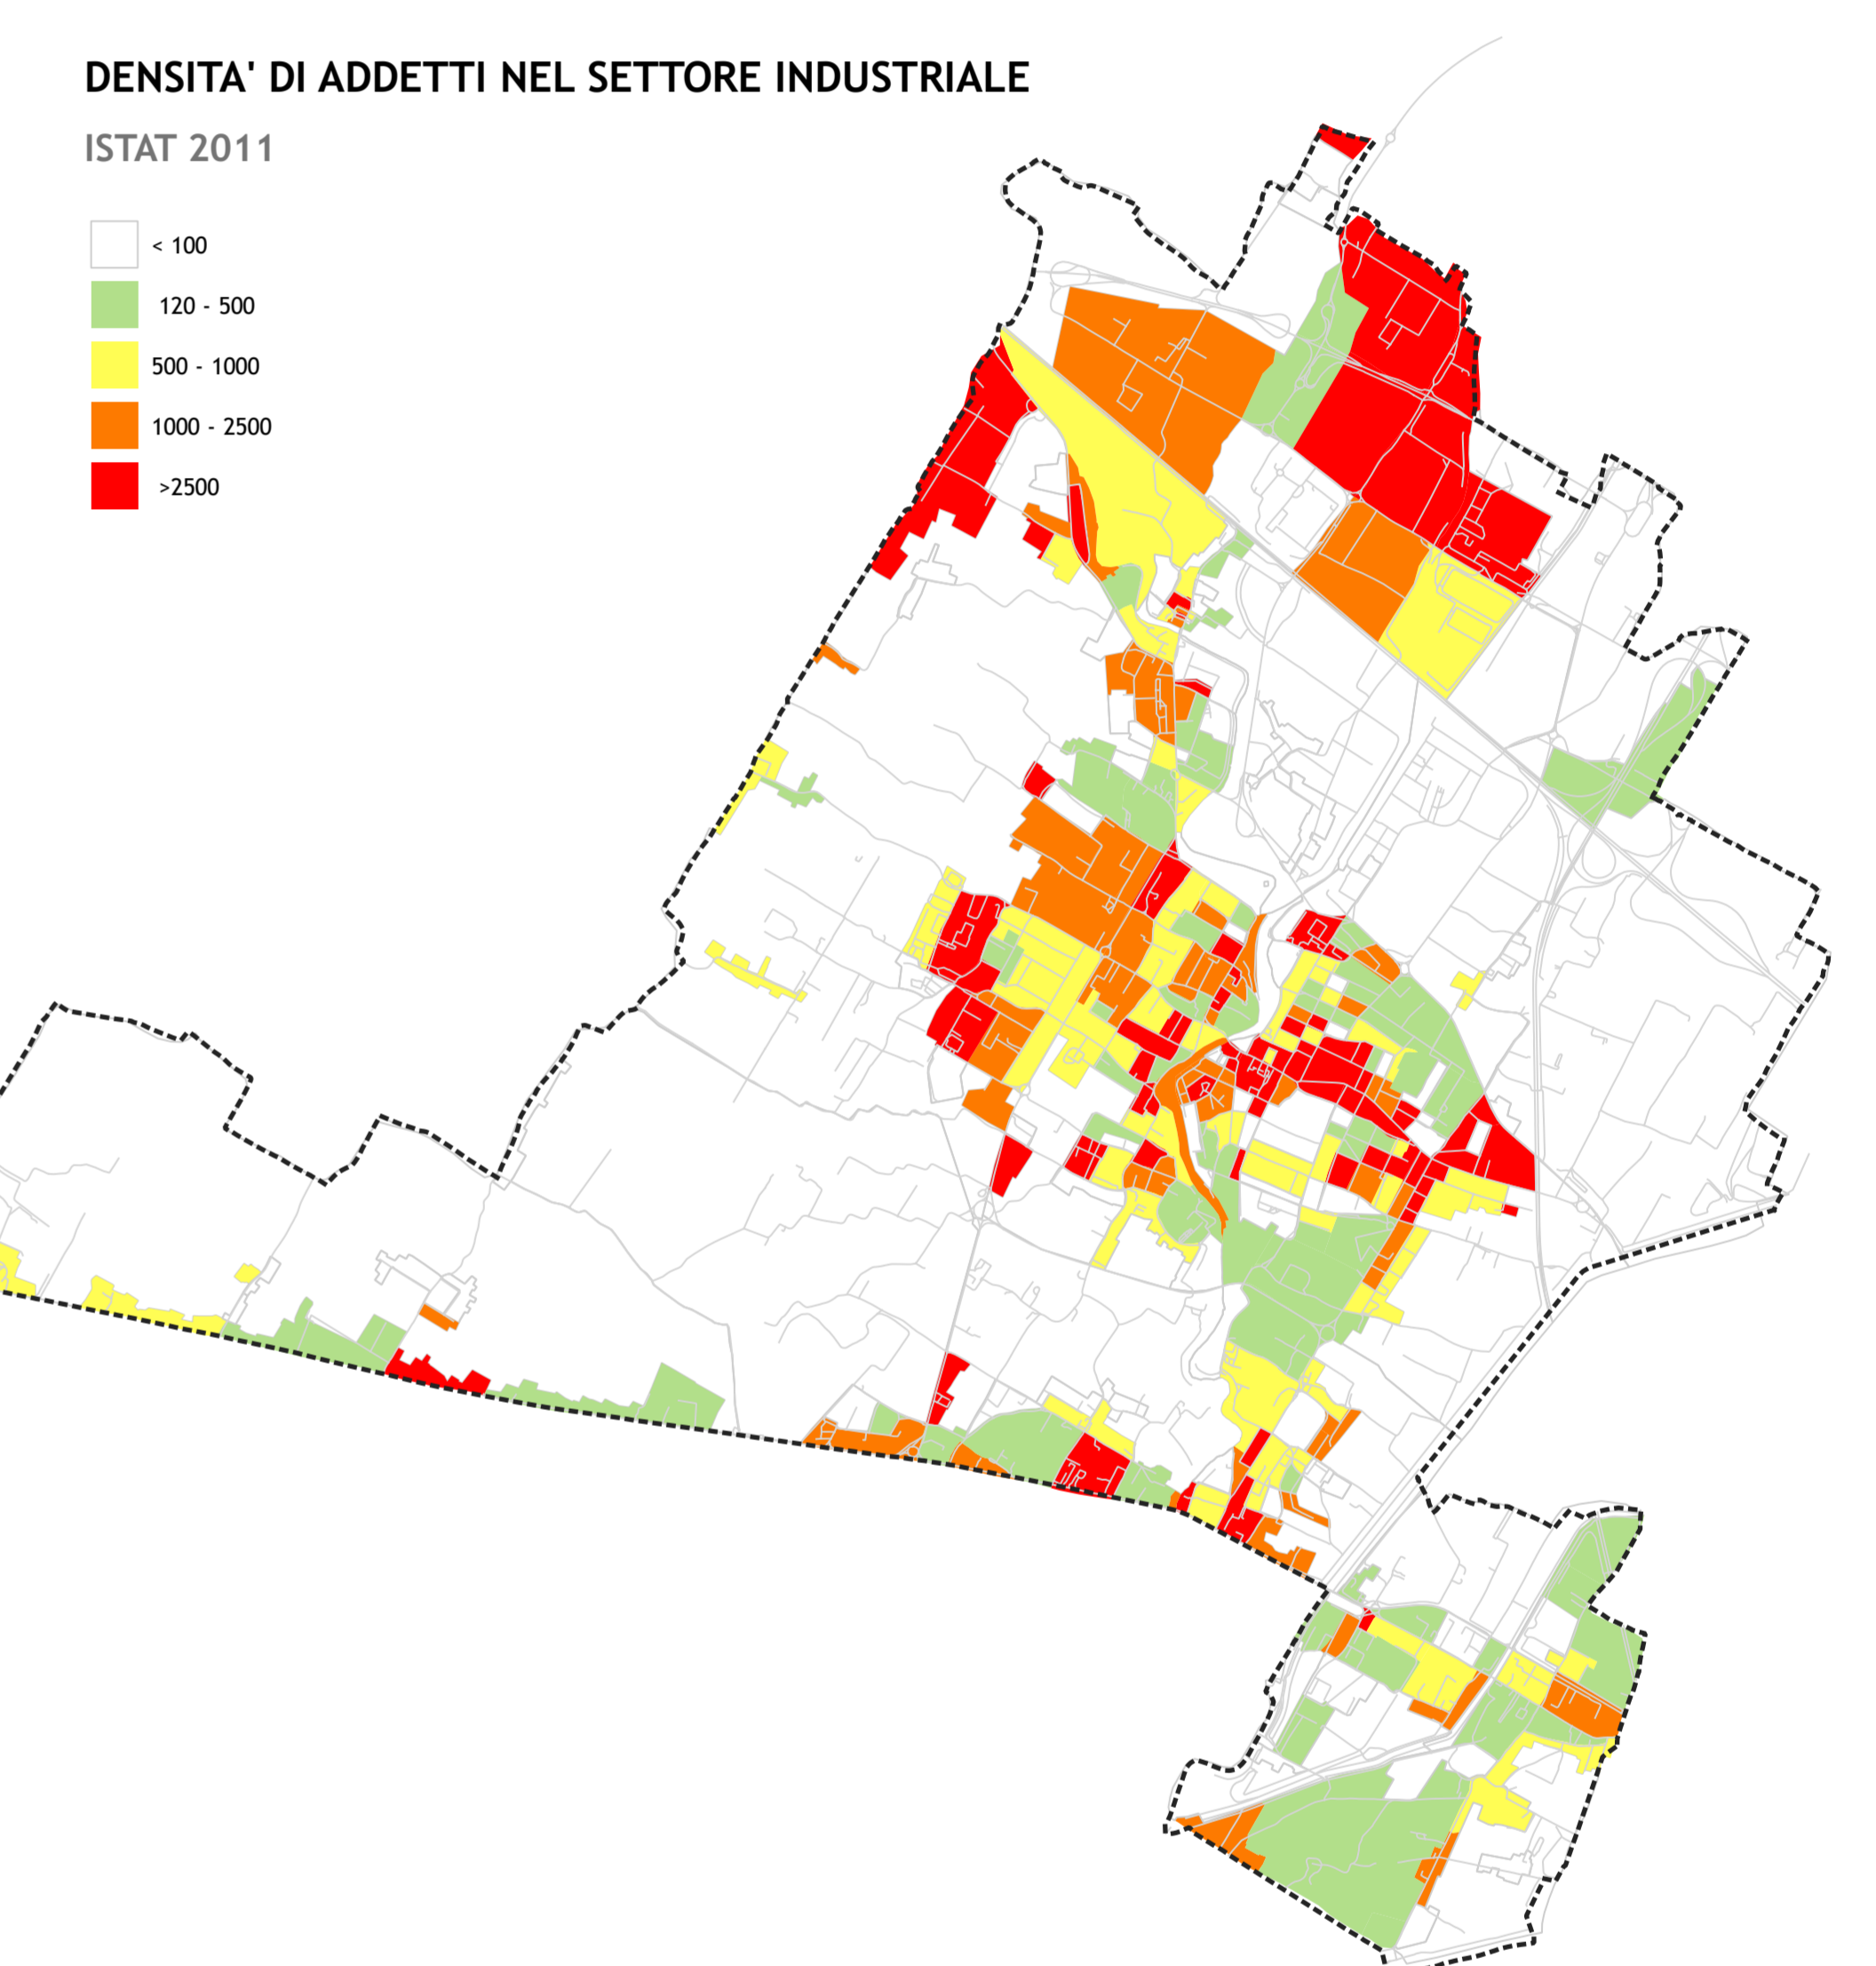 DENSITA' DI ADDETTI NEL SETTORE INDUSTRIALE
ISTAT 2011
< 100
120 - 500
500 - 1000
1000 - 2500
>2500